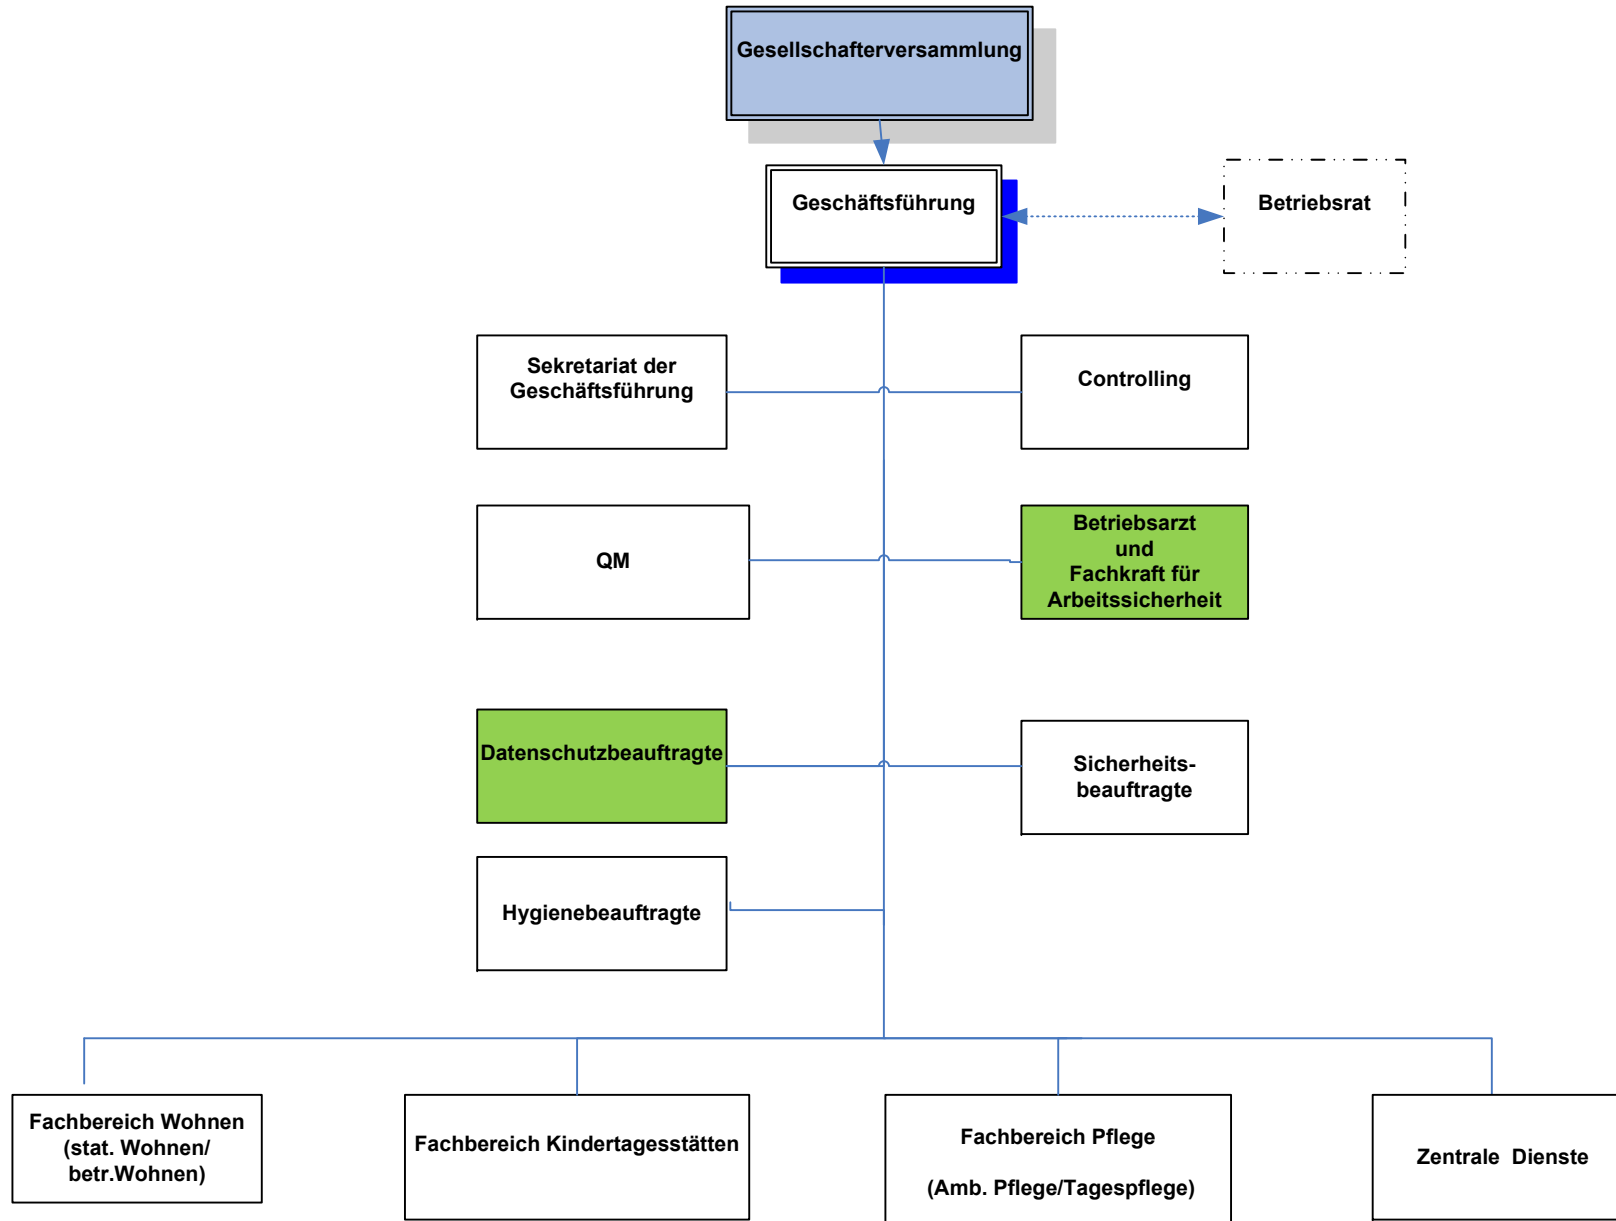 Gesellschafterversammlung
Geschäftsführung
Betriebsrat
Sekretariat der
Geschäftsführung
Controlling
QM
Betriebsarzt
und
Fachkraft für
Arbeitssicherheit
Datenschutzbeauftragte
Sicherheits-
beauftragte
Hygienebeauftragte
Fachbereich Wohnen
(stat. Wohnen/
betr.Wohnen)
Fachbereich Kindertagesstätten
Fachbereich Pflege
(Amb. Pflege/Tagespflege)
Zentrale Dienste